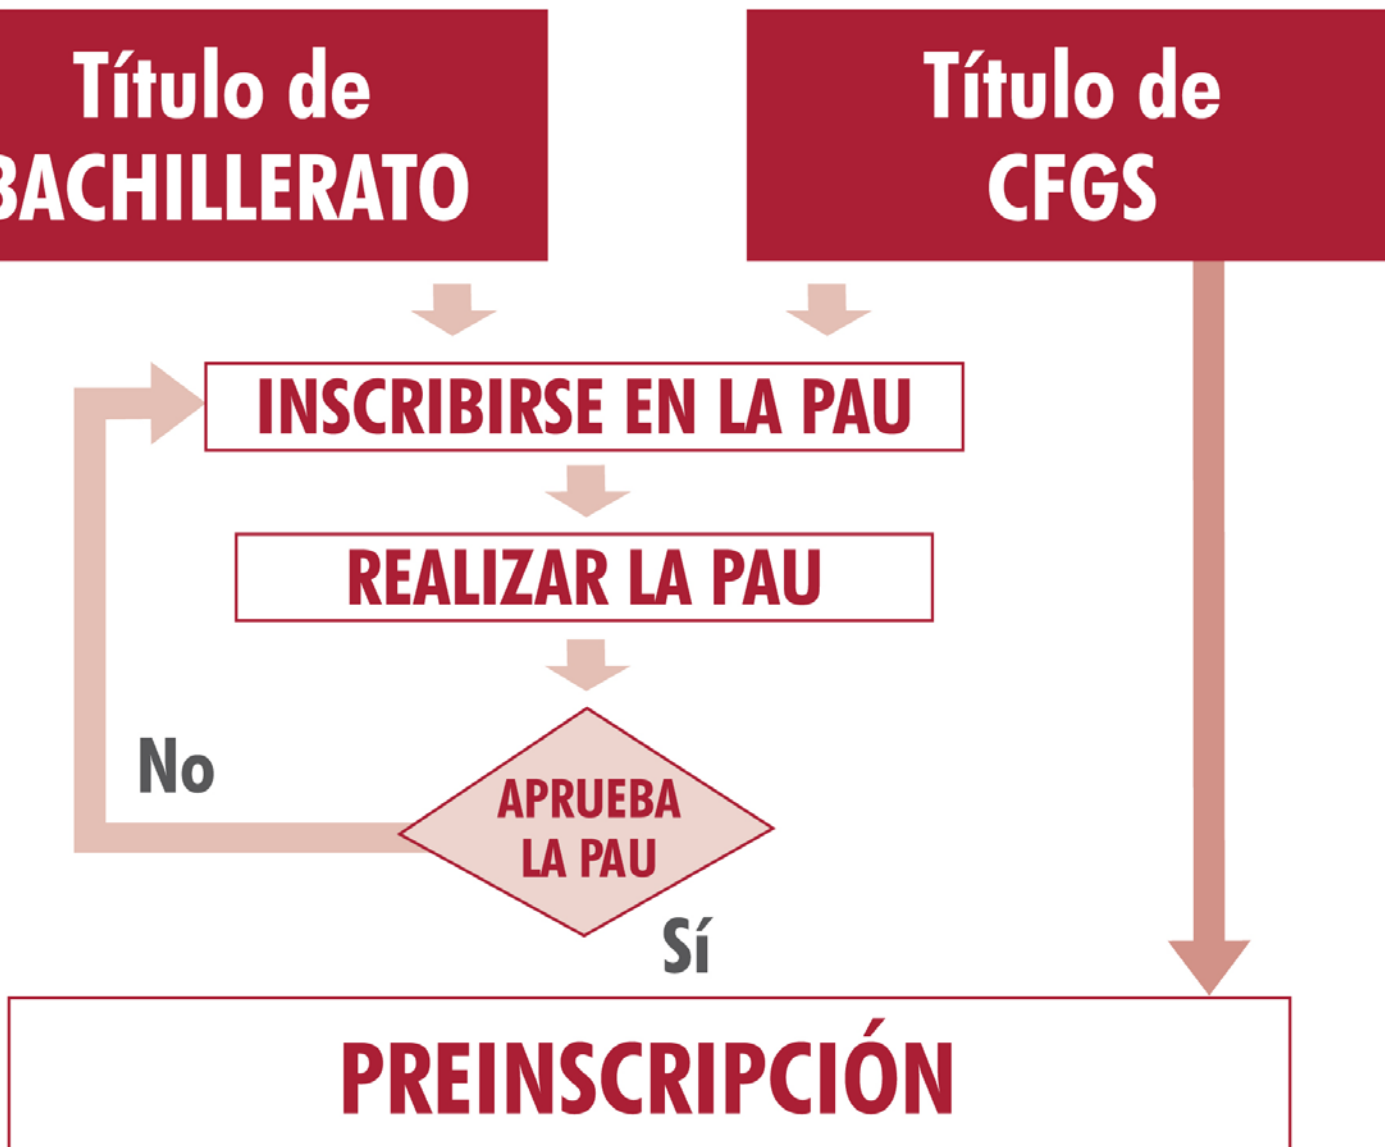 Título de
BACHILLERATO
Título de
CFGS
INSCRIBIRSE EN LA PAU
REALIZAR LA PAU
No
APRUEBA
LA PAU
Sí
PREINSCRIPCIÓN